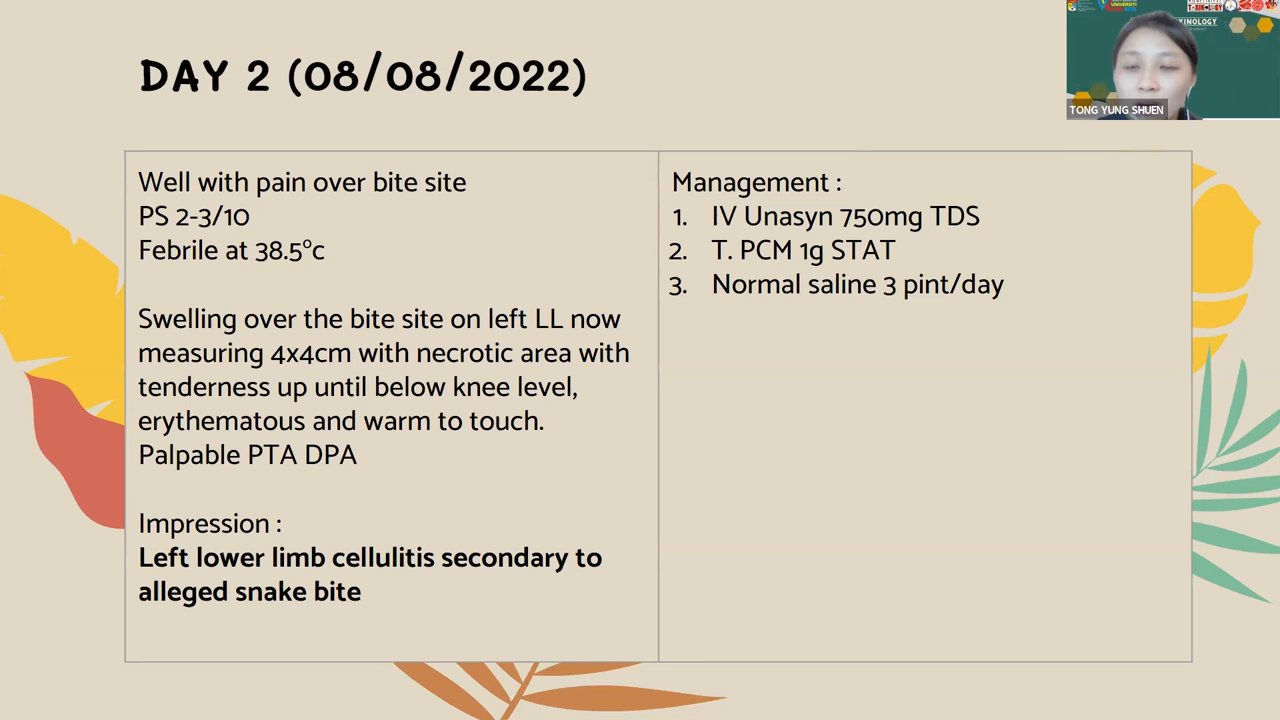 DAY 2 (08/08/2022)
TONG YUNG SHUEN
Well with pain over bite site
PS 2-3/10
Febrile at 38.5°c
Swelling over the bite site on left LL now
measuring 4x4cm with necrotic area with
tenderness up until below knee level,
erythematous and warm to touch.
Palpable PTA DPA
Impression :
Left lower limb cellulitis secondary to
alleged snake bite
Management :
1. IV Unasyn 750mg TDS
2. T. PCM 1g STAT
3. Normal saline 3 pint/day